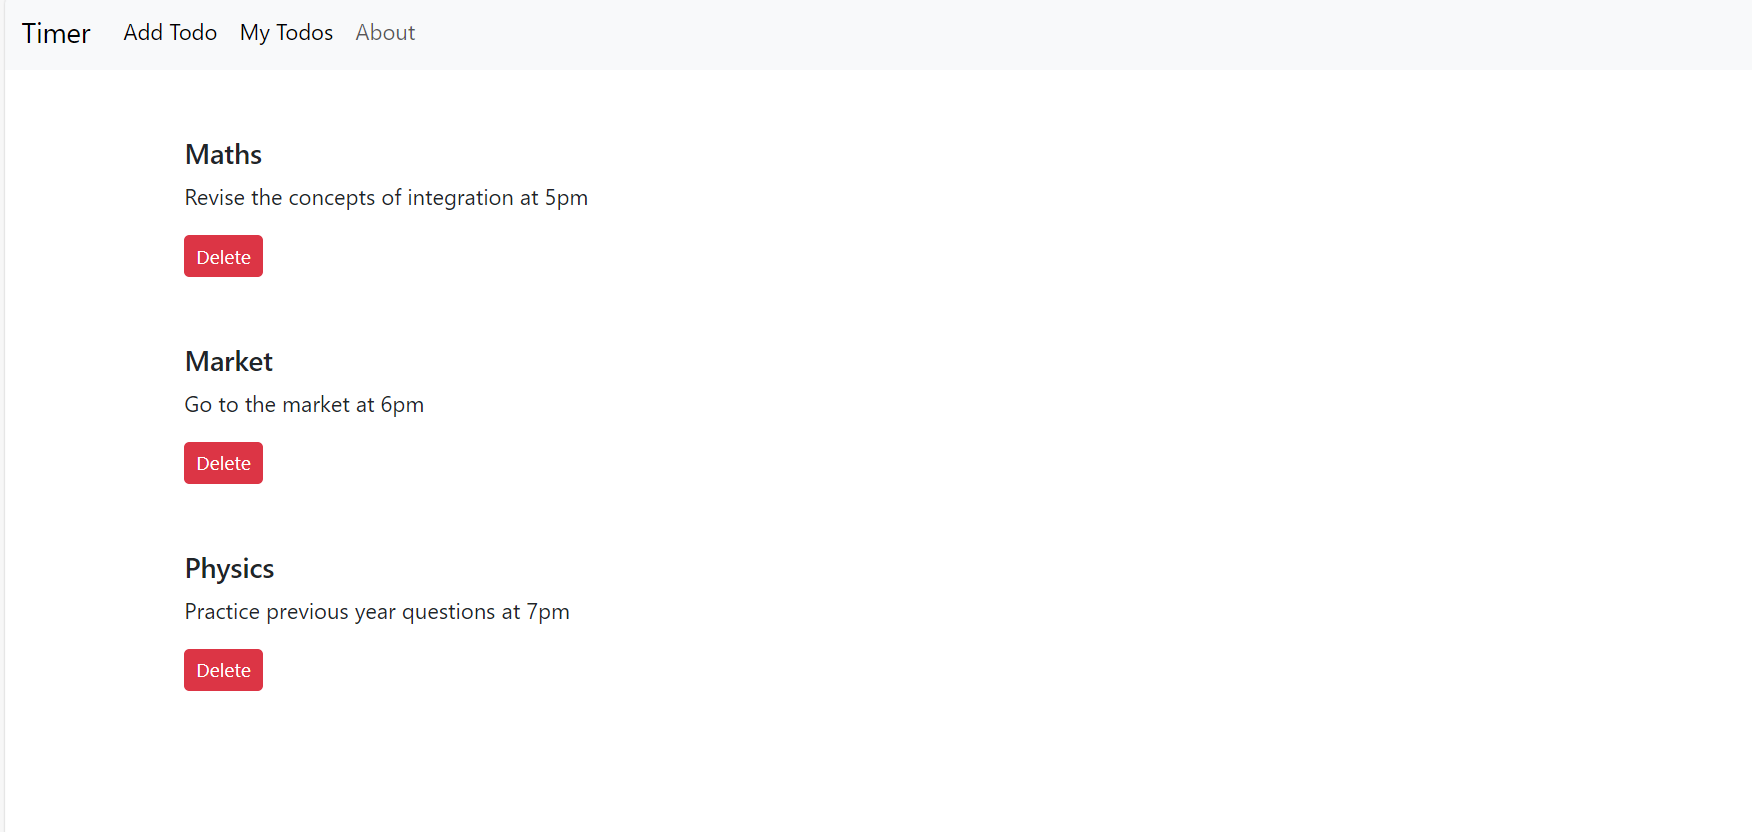 Timer Add Todo My Todos About
Maths
Revise the concepts of integration at 5pm
Delete
Market
Go to the market at 6pm
Delete
Physics
Practice previous year questions at 7pm
Delete